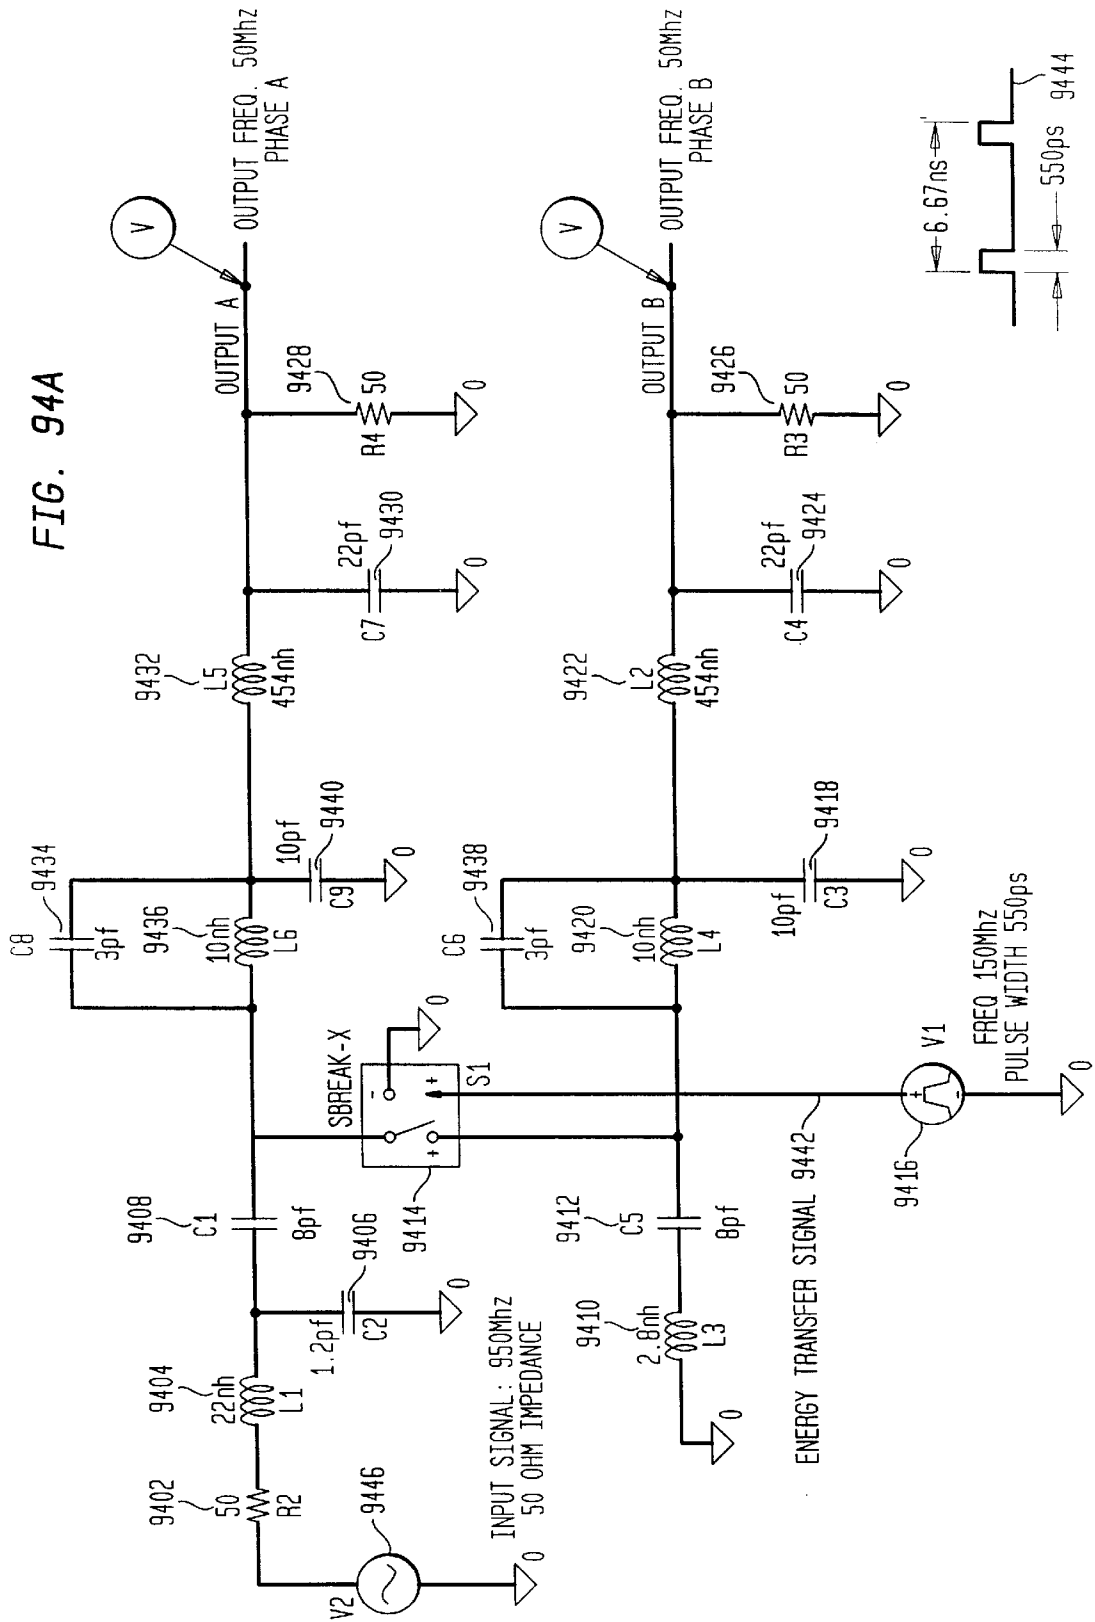 FIG. 94A
V2
9446
INPUT SIGNAL: 950Mhz
50 OHM IMPEDANCE
0
9402
50
R2
9404
22nh
L1
1.2pf
9406
C2
0
9408
C1
8pf
SBREAK-X
0
-
+
+
S1
9414
C8
9434
3pf
9436
10nh
L6
10pf
9440
C9
0
9432
L5
454nh
22pf
9430
C7
0
9428
R4
50
0
OUTPUT A
V
OUTPUT FREQ. 50Mhz
PHASE A
0
9410
2.8nh
L3
9412
C5
8pf
C6
9438
3pf
9420
10nh
L4
9418
10pf
C3
0
9422
L2
454nh
22pf
9424
C4
0
9426
R3
50
0
OUTPUT B
V
OUTPUT FREQ. 50Mhz
PHASE B
ENERGY TRANSFER SIGNAL 9442
9416
+
-
V1
FREQ 150Mhz
PULSE WIDTH 550ps
0
6.67ns
550ps
9444